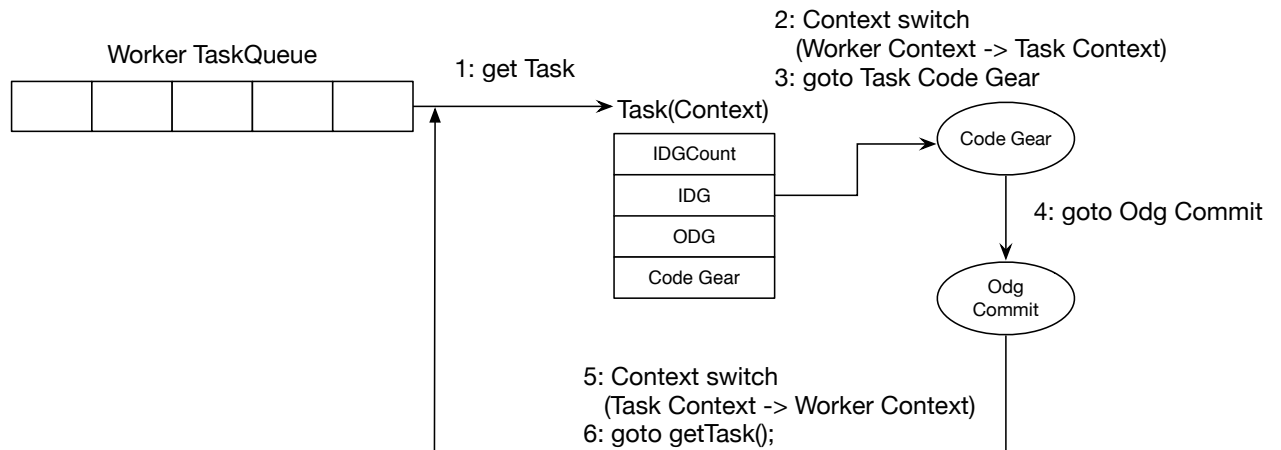 2: Context switch
(Worker Context -> Task Context)
3: goto Task Code Gear
Worker TaskQueue
1: get Task
Task(Context)
IDGCount
IDG
ODG
Code Gear
Code Gear
4: goto Odg Commit
Odg
Commit
5: Context switch
(Task Context -> Worker Context)
6: goto getTask();